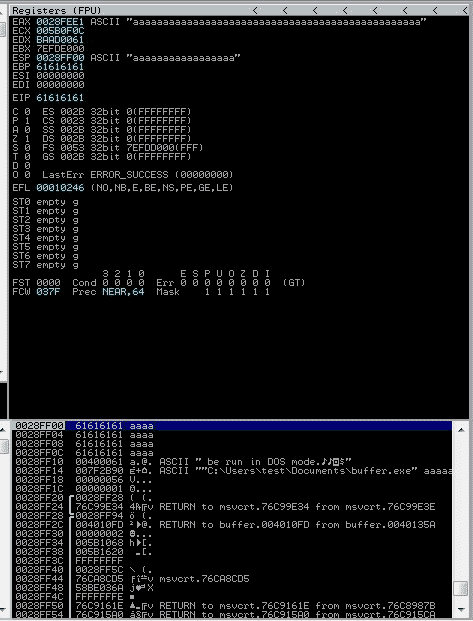 Registers (FPU) < < < < < < < <
EAX 0028FEE1 ASCII "aaaaaaaaaaaaaaaaaaaaaaaaaaaaaaaaaaaaaaaaaaaaaaa"
ECX 005B0F0C
EDX BAAD0061
EBX 7EFDE000
ESP 0028FF00 ASCII "aaaaaaaaaaaaaaaa"
EBP 61616161
ESI 00000000
EDI 00000000
EIP 61616161
C 0 ES 002B 32bit 0(FFFFFFFF)
P 1 CS 0023 32bit 0(FFFFFFFF)
A 0 SS 002B 32bit 0(FFFFFFFF)
Z 1 DS 002B 32bit 0(FFFFFFFF)
S 0 FS 0053 32bit 7EFDD000(FFF)
T 0 GS 002B 32bit 0(FFFFFFFF)
D 0
O 0 LastErr ERROR_SUCCESS (00000000)
EFL 00010246 (NO,NB,E,BE,NS,PE,GE,LE)
ST0 empty g
ST1 empty g
ST2 empty g
ST3 empty g
ST4 empty g
ST5 empty g
ST6 empty g
ST7 empty g
3 2 1 0 E S P U O Z D I
FST 0000 Cond 0 0 0 0 Err 0 0 0 0 0 0 0 0 (GT)
FCW 037F Prec NEAR,64 Mask 1 1 1 1 1 1
0028FF00 61616161 aaaa
0028FF04 61616161 aaaa
0028FF08 61616161 aaaa
0028FF0C 61616161 aaaa
0028FF10 00400061 a.@. ASCII " be run in DOS mode.
0028FF14 007F2B90 ASCII ""C:\Users\test\Documents\buffer.exe" aaaaa
0028FF18 00000056 V...
0028FF1C 00000001
0028FF20 0028FF28 ( (.
0028FF24 76C99E34 RETURN to msvcrt.76C99E34 from msvcrt.76C99E3E
0028FF28 0028FF94
0028FF2C 004010FD RETURN to buffer.004010FD from buffer.0040135A
0028FF30 00000002
0028FF34 005B1068
0028FF38 005B1620
0028FF3C FFFFFFFF
0028FF40 0028FF5C \ (.
0028FF44 76CA8CD5 msvcrt.76CA8CD5
0028FF48 58BE036A
0028FF4C FFFFFFFE
0028FF50 76C9161E RETURN to msvcrt.76C9161E from msvcrt.76C8987B
0028FF54 76C915A0 RETURN to msvcrt.76C915A0 from msvcrt.76C915CA